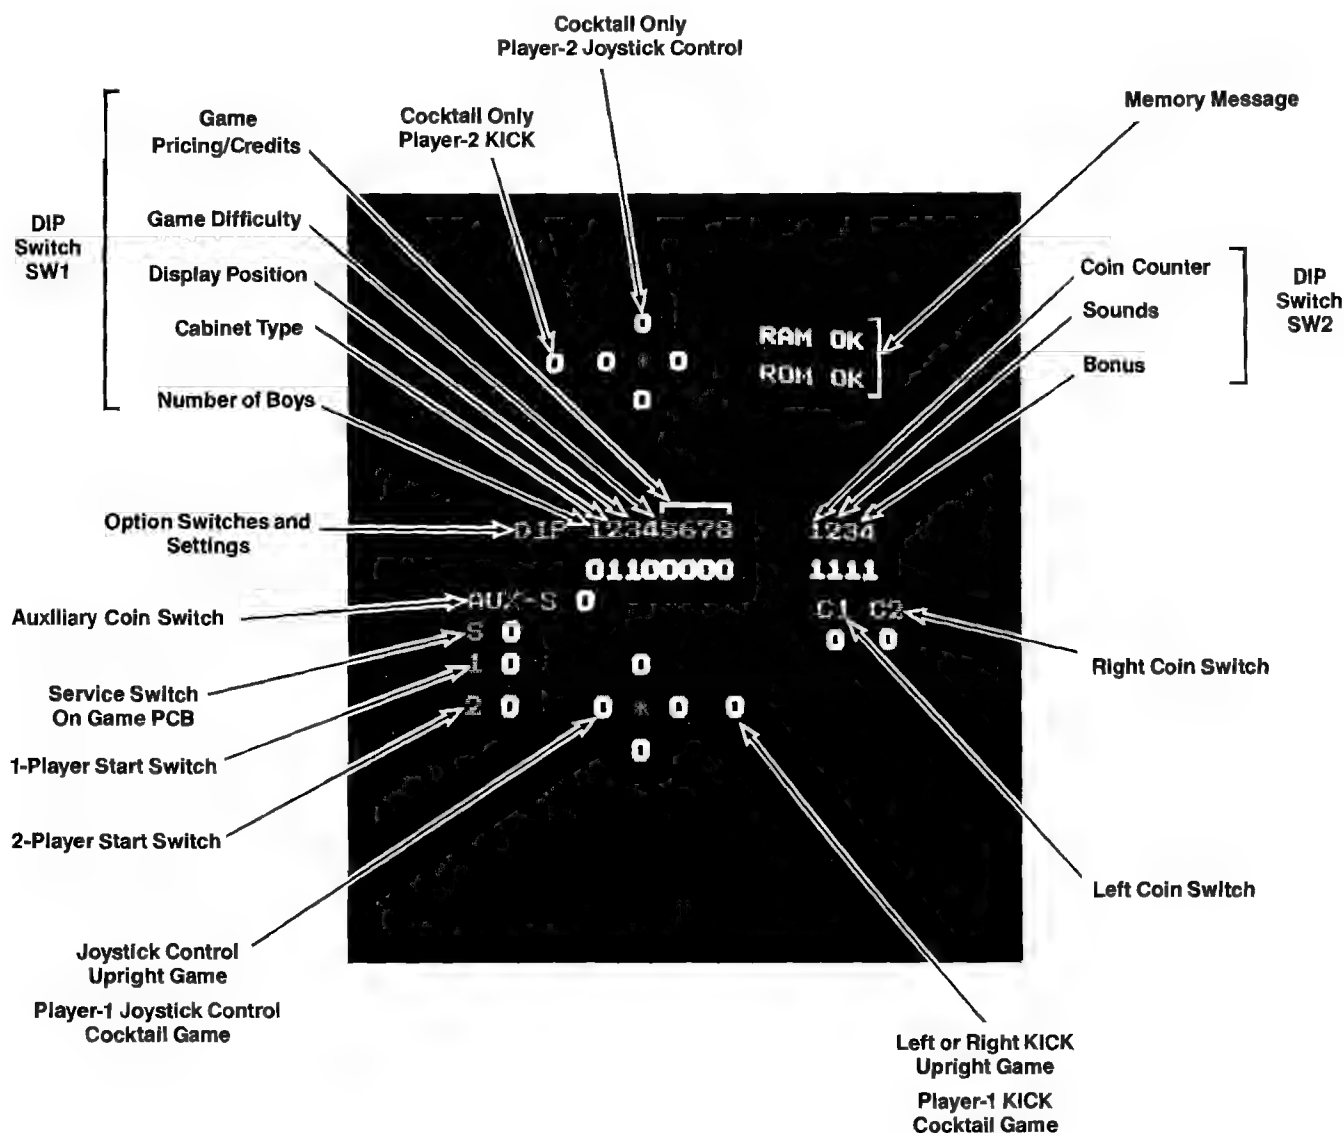 Cocktail Only
Player-2 Joystick Control
Cocktail Only
Player-2 KICK
Memory Message
DIP
Switch
SW1
Game
Pricing/Credits
Game Difficulty
Display Position
Cabinet Type
Number of Boys
Option Switches and
Settings
Auxiliary Coin Switch
Service Switch
On Game PCB
1-Player Start Switch
2-Player Start Switch
Joystick Control
Upright Game
Player-1 Joystick Control
Cocktail Game
0
0 0 * 0
0
RAM OK
ROM OK
DIP 12345678 1234
01100000 1111
AUX-S 0
C1 C2
0 0
S 0
1 0
2 0
0
0 * 0 0
0
Coin Counter
Sounds
Bonus
DIP
Switch
SW2
Right Coin Switch
Left Coin Switch
Left or Right KICK
Upright Game
Player-1 KICK
Cocktail Game